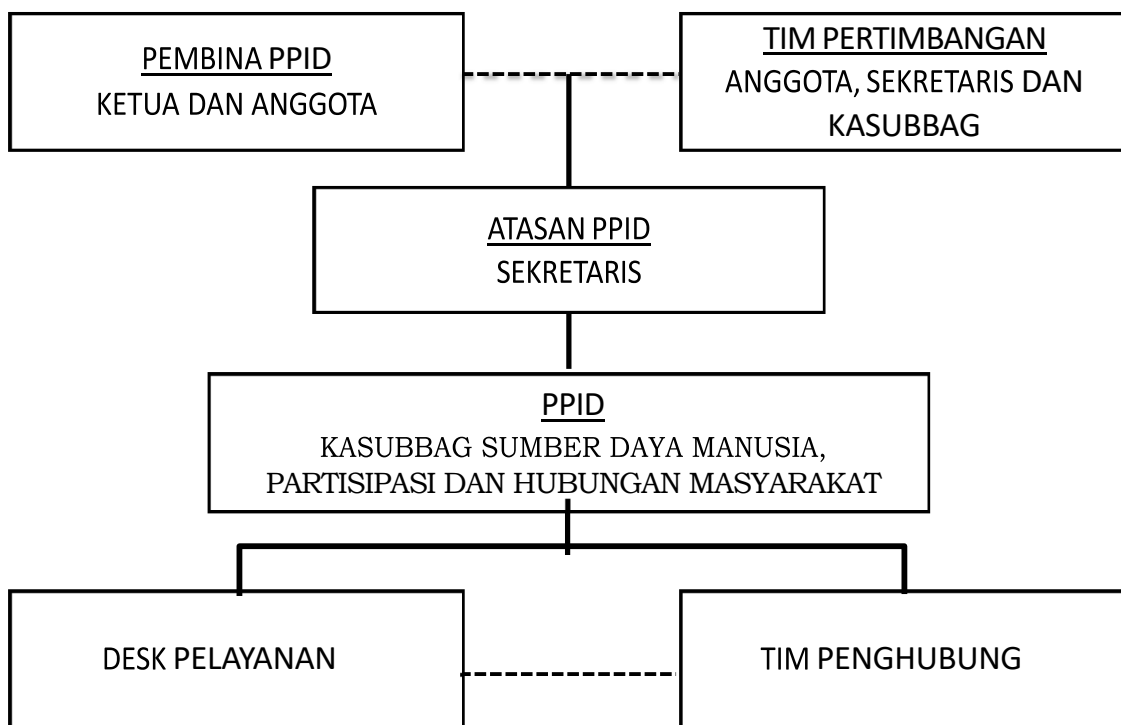 PEMBINA PPID
KETUA DAN ANGGOTA
TIM PERTIMBANGAN
ANGGOTA, SEKRETARIS DAN
KASUBBAG
ATASAN PPID
SEKRETARIS
PPID
KASUBBAG SUMBER DAYA MANUSIA,
PARTISIPASI DAN HUBUNGAN MASYARAKAT
DESK PELAYANAN
TIM PENGHUBUNG